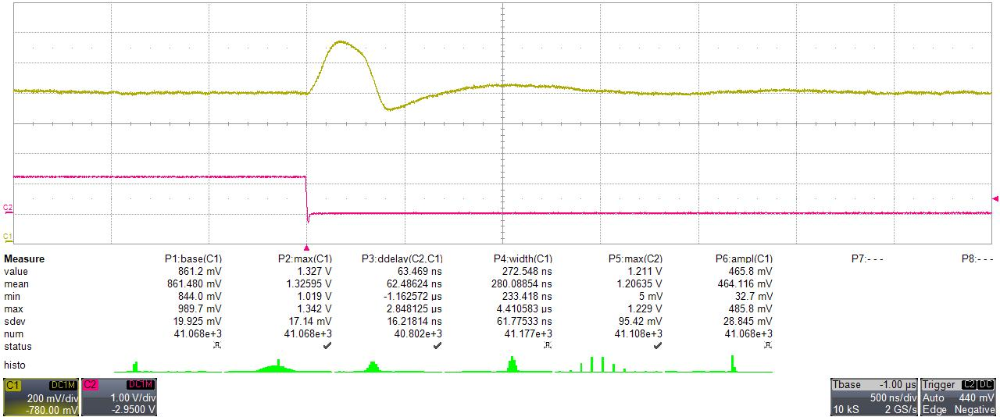 C2
C1
Measure P1:base(C1) P2:max(C1) P3:ddelay(C2,C1) P4:width(C1) P5:max(C2) P6:ampl(C1) P7:- - - P8:- - -
value 861.2 mV 1.327 V 63.469 ns 272.548 ns 1.211 V 465.8 mV
mean 861.480 mV 1.32595 V 62.48624 ns 280.08854 ns 1.20635 V 464.116 mV
min 844.0 mV 1.019 V -1.162572 µs 233.418 ns 5 mV 32.7 mV
max 989.7 mV 1.342 V 2.848125 µs 4.410583 µs 1.229 V 485.8 mV
sdev 19.925 mV 17.14 mV 16.21814 ns 61.77533 ns 95.42 mV 28.845 mV
num 41.068e+3 41.068e+3 40.802e+3 41.177e+3 41.108e+3 41.068e+3
status
histo
C1 DC1M C2 DC1M Tbase -1.00 µs Trigger C2 DC
200 mV/div 1.00 V/div 500 ns/div Auto 440 mV
-780.00 mV -2.9500 V 10 kS 2 GS/s Edge Negative